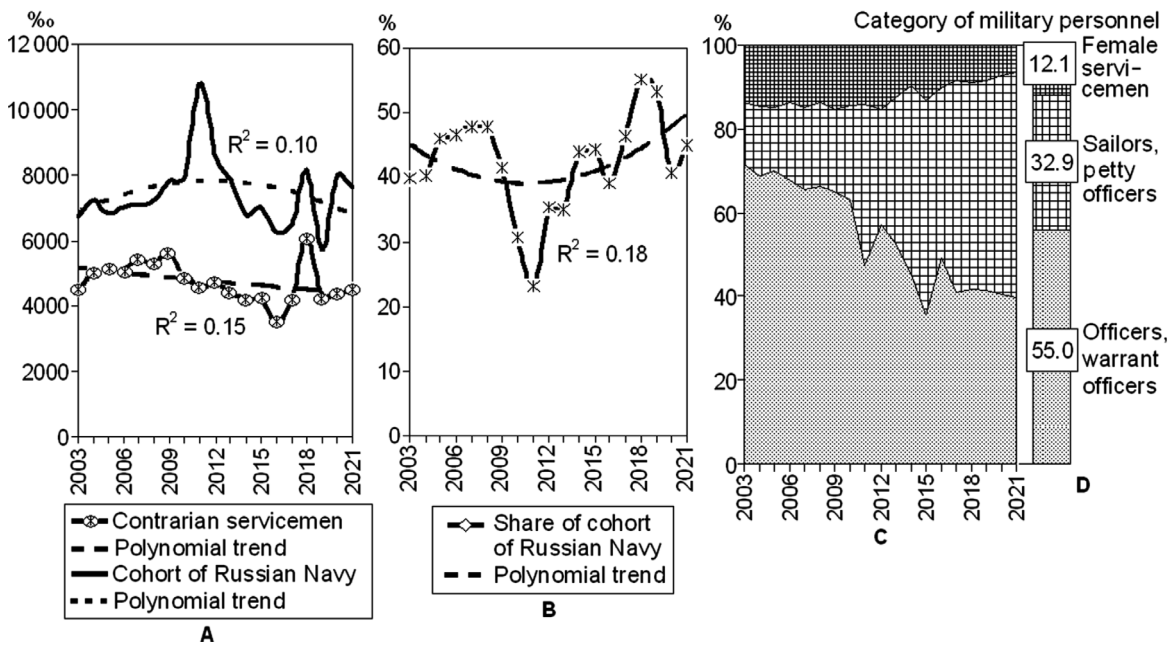 ‰
12 000
10 000
8000
6000
4000
2000
0
R² = 0.10
R² = 0.15
2003
2006
2009
2012
2015
2018
2021
Contrarian servicemen
Polynomial trend
Cohort of Russian Navy
Polynomial trend
A
%
60
50
40
30
20
10
0
R² = 0.18
2003
2006
2009
2012
2015
2018
2021
Share of cohort
of Russian Navy
Polynomial trend
B
%
100
80
60
40
20
0
2003
2006
2009
2012
2015
2018
2021
C
Category of military personnel
12.1
Female
servi-
cemen
32.9
Sailors,
petty
officers
55.0
Officers,
warrant
officers
D